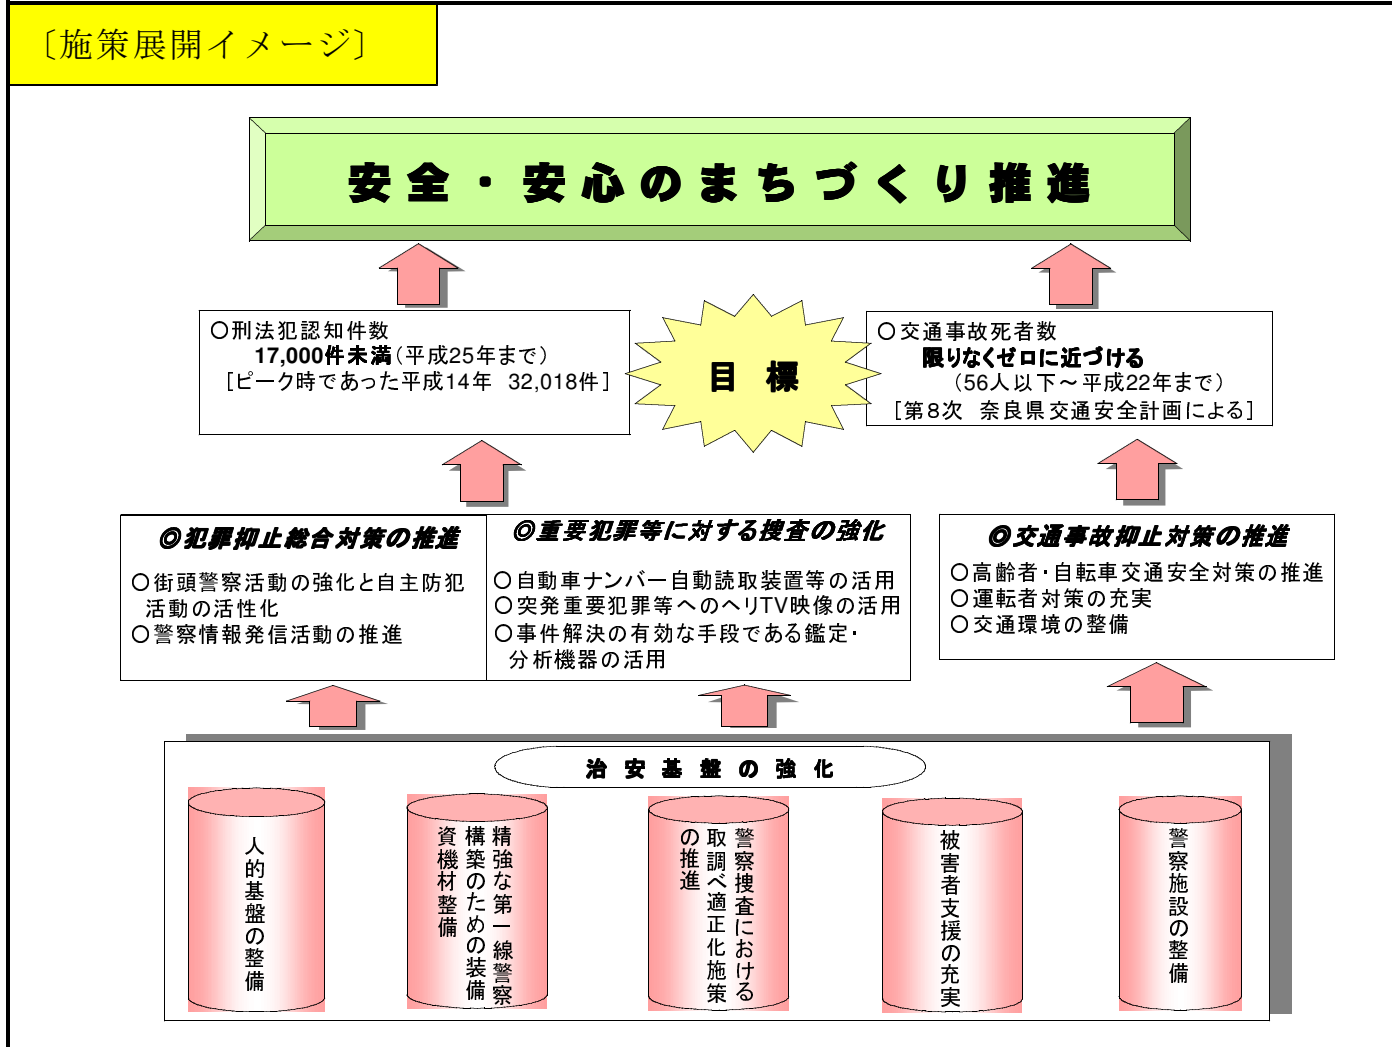 〔施策展開イメージ〕
安全・安心のまちづくり推進
○刑法犯認知件数
17,000件未満（平成25年まで）
[ピーク時であった平成14年 32,018件]
目 標
○交通事故死者数
限りなくゼロに近づける
（56人以下～平成22年まで）
[第8次 奈良県交通安全計画による]
◎犯罪抑止総合対策の推進
○街頭警察活動の強化と自主防犯
活動の活性化
○警察情報発信活動の推進
◎重要犯罪等に対する捜査の強化
○自動車ナンバー自動読取装置等の活用
○突発重要犯罪等へのヘリTV映像の活用
○事件解決の有効な手段である鑑定・
分析機器の活用
◎交通事故抑止対策の推進
○高齢者・自転車交通安全対策の推進
○運転者対策の充実
○交通環境の整備
治安基盤の強化
人的基盤の整備
精強な第一線警察
構築のための装備
資機材整備
警察捜査における
取調べ適正化施策
の推進
被害者支援の充実
警察施設の整備